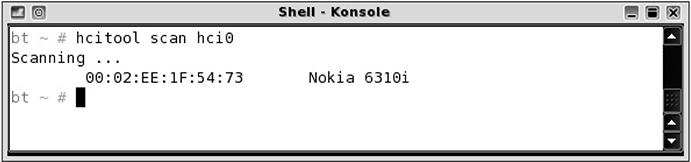 Shell - Konsole
bt ~ # hcitool scan hci0
Scanning ...
00:02:EE:1F:54:73 Nokia 6310i
bt ~ #